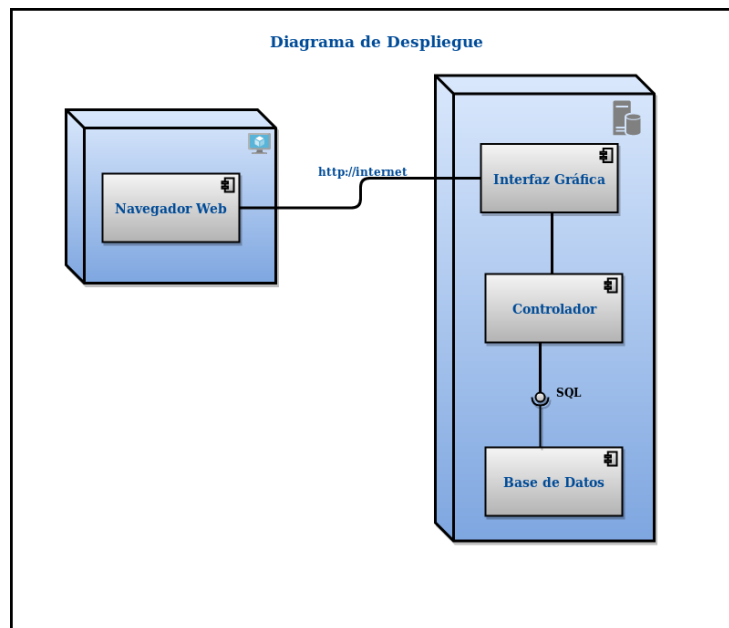 Diagrama de Despliegue
http://internet
Navegador Web
Interfaz Gráfica
Controlador
SQL
Base de Datos